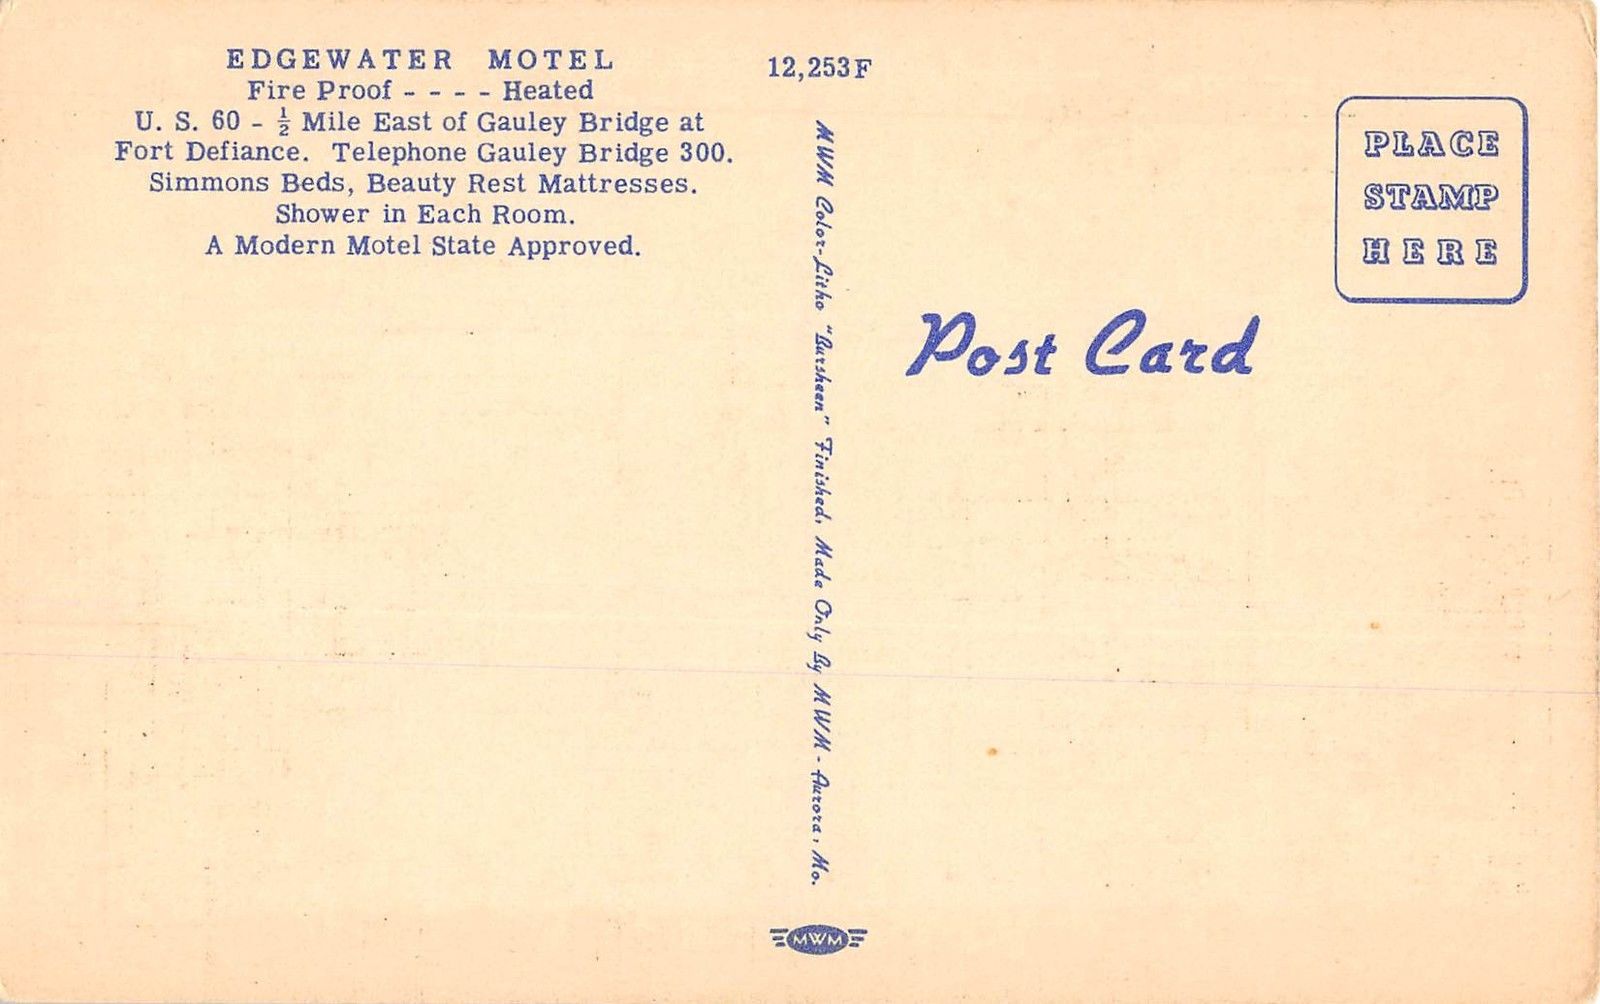 EDGEWATER MOTEL
Fire Proof - - - - Heated
U. S. 60 - ½ Mile East of Gauley Bridge at
Fort Defiance. Telephone Gauley Bridge 300.
Simmons Beds, Beauty Rest Mattresses.
Shower in Each Room.
A Modern Motel State Approved.
12,253F
MWM Color-Litho "Bursheen" Finished, Made Only By MWM - Aurora, Mo.
PLACE
STAMP
HERE
Post Card
MWM